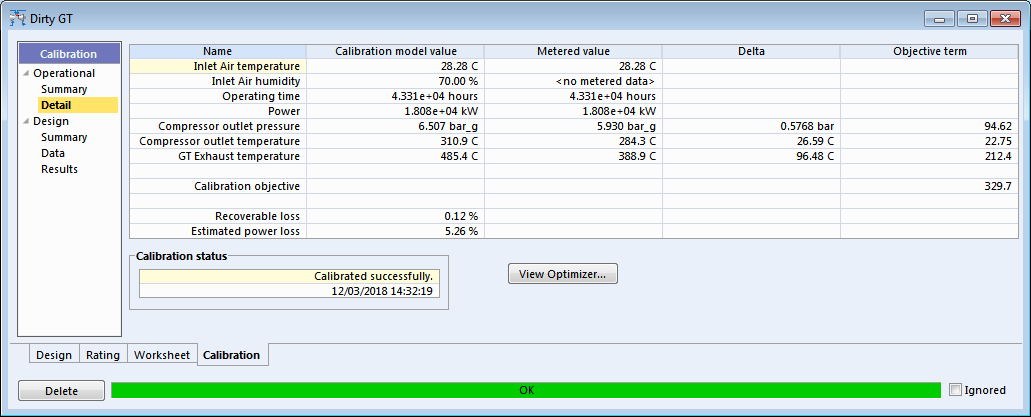 Dirty GT
Calibration
Operational
Summary
Detail
Design
Summary
Data
Results
Name Calibration model value Metered value Delta Objective term
Inlet Air temperature 28.28 C 28.28 C
Inlet Air humidity 70.00 % <no metered data>
Operating time 4.331e+04 hours 4.331e+04 hours
Power 1.808e+04 kW 1.808e+04 kW
Compressor outlet pressure 6.507 bar_g 5.930 bar_g 0.5768 bar 94.62
Compressor outlet temperature 310.9 C 284.3 C 26.59 C 22.75
GT Exhaust temperature 485.4 C 388.9 C 96.48 C 212.4
Calibration objective 329.7
Recoverable loss 0.12 %
Estimated power loss 5.26 %
Calibration status
Calibrated successfully.
12/03/2018 14:32:19
View Optimizer...
Design Rating Worksheet Calibration
Delete OK Ignored